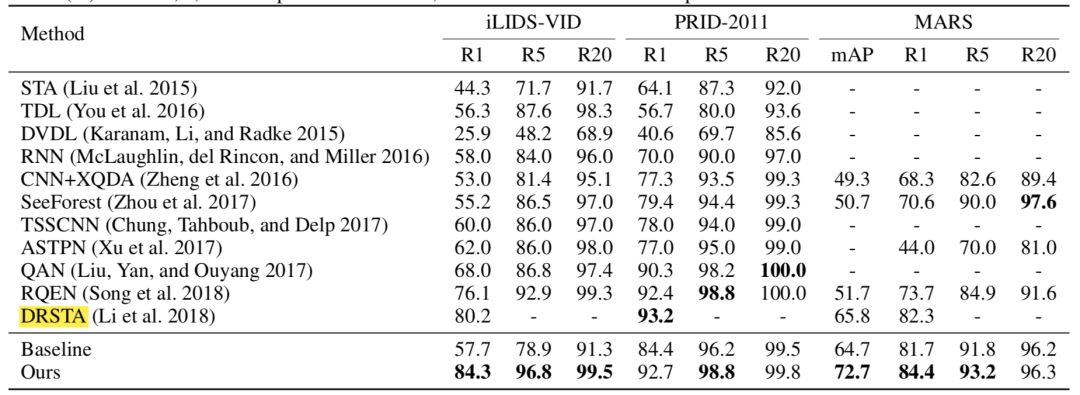 Method iLIDS-VID PRID-2011 MARS
R1 R5 R20 R1 R5 R20 mAP R1 R5 R20
STA (Liu et al. 2015) 44.3 71.7 91.7 64.1 87.3 92.0 - - - -
TDL (You et al. 2016) 56.3 87.6 98.3 56.7 80.0 93.6 - - - -
DVDL (Karanam, Li, and Radke 2015) 25.9 48.2 68.9 40.6 69.7 85.6 - - - -
RNN (McLaughlin, del Rincon, and Miller 2016) 58.0 84.0 96.0 70.0 90.0 97.0 - - - -
CNN+XQDA (Zheng et al. 2016) 53.0 81.4 95.1 77.3 93.5 99.3 49.3 68.3 82.6 89.4
SeeForest (Zhou et al. 2017) 55.2 86.5 97.0 79.4 94.4 99.3 50.7 70.6 90.0 97.6
TSSCNN (Chung, Tahboub, and Delp 2017) 60.0 86.0 97.0 78.0 94.0 99.0 - - - -
ASTPN (Xu et al. 2017) 62.0 86.0 98.0 77.0 95.0 99.0 - 44.0 70.0 81.0
QAN (Liu, Yan, and Ouyang 2017) 68.0 86.8 97.4 90.3 98.2 100.0 - - - -
RQEN (Song et al. 2018) 76.1 92.9 99.3 92.4 98.8 100.0 51.7 73.7 84.9 91.6
DRSTA (Li et al. 2018) 80.2 - - 93.2 - - 65.8 82.3 - -
Baseline 57.7 78.9 91.3 84.4 96.2 99.5 64.7 81.7 91.8 96.2
Ours 84.3 96.8 99.5 92.7 98.8 99.8 72.7 84.4 93.2 96.3